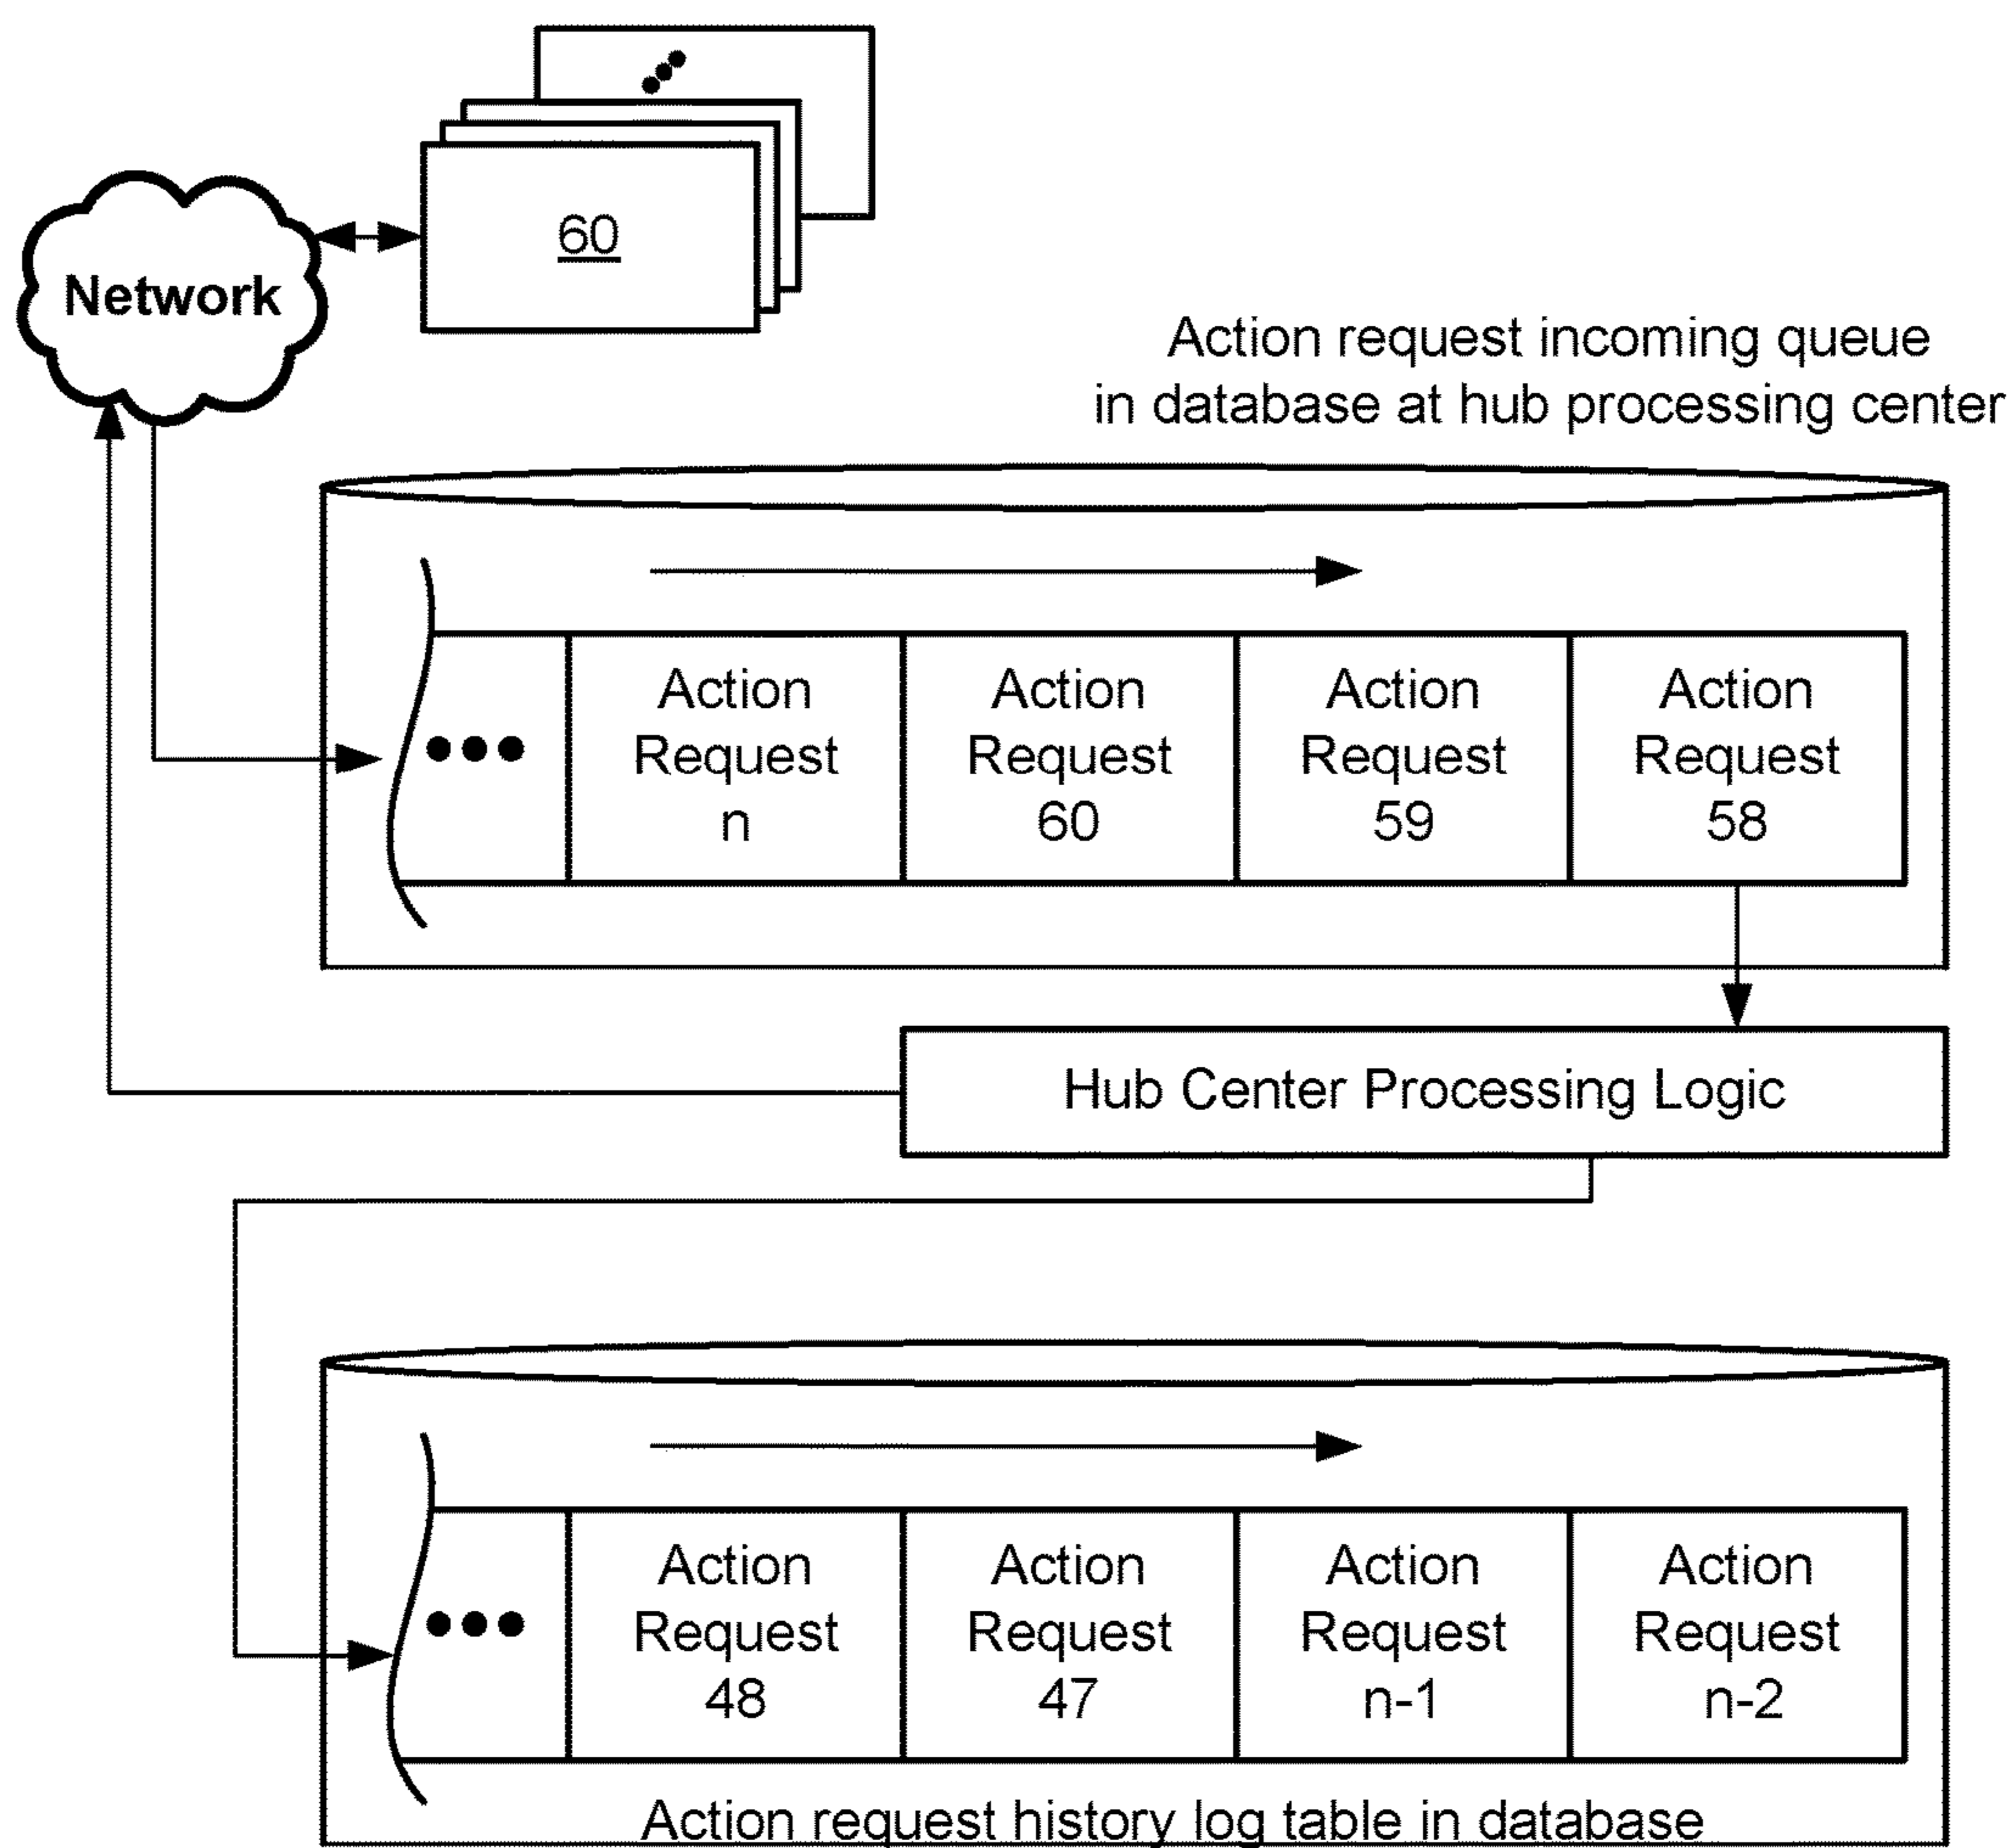 60
Network
Action request incoming queue
in database at hub processing center
Action
Request
n
Action
Request
60
Action
Request
59
Action
Request
58
Hub Center Processing Logic
Action
Request
48
Action
Request
47
Action
Request
n-1
Action
Request
n-2
Action request history log table in database